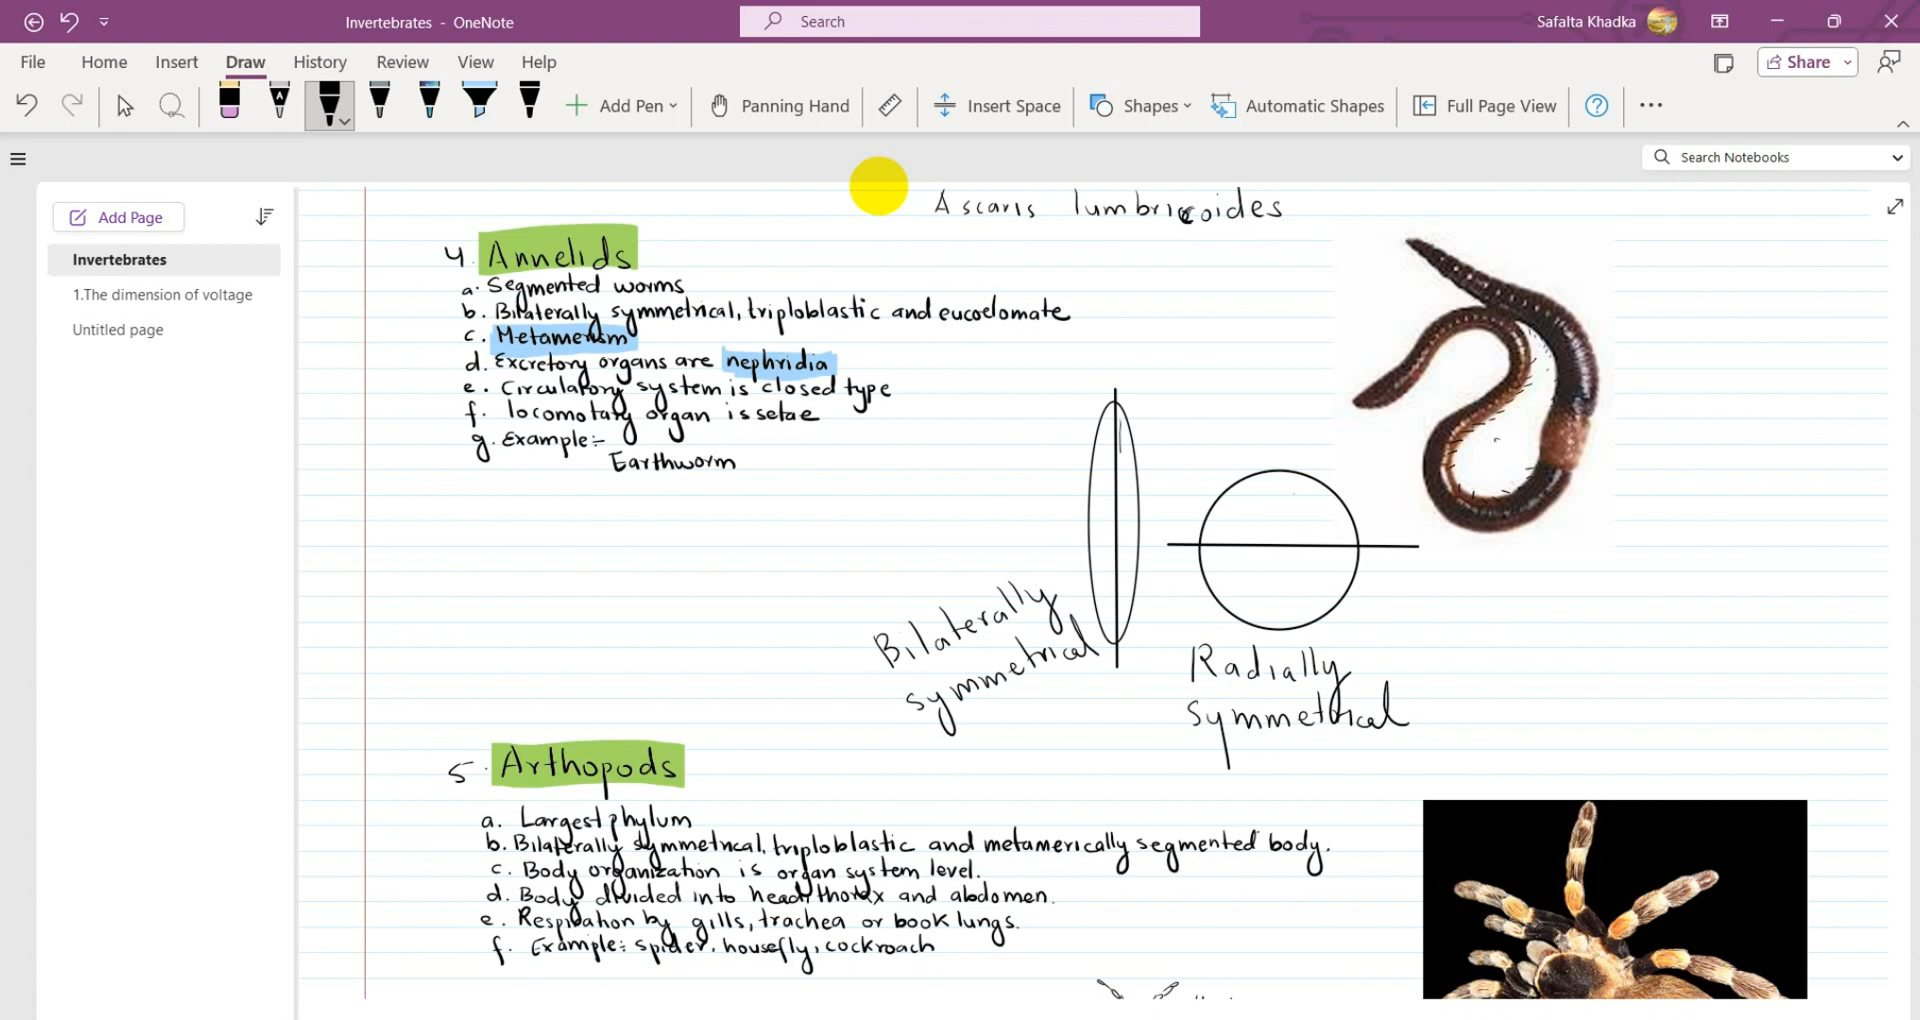 Invertebrates - OneNote
Search
Safalta Khadka
File Home Insert Draw History Review View Help
Share
Add Pen
Panning Hand
Insert Space
Shapes
Automatic Shapes
Full Page View
Search Notebooks
Add Page
Invertebrates
1.The dimension of voltage
Untitled page
Ascaris lumbricoides
4. Annelids
a. Segmented worms
b. Bilaterally symmetrical, triploblastic and eucoelomate
c. Metamerism
d. Excretory organs are nephridia
e. Circulatory system is closed type
f. locomotary organ is setae
g. Example:-
Earthworm
Bilaterally
symmetrical
Radially
Symmetrical
5. Arthopods
a. Largest phylum
b. Bilaterally symmetrical, triploblastic and metamerically segmented body.
c. Body organization is organ system level.
d. Body divided into head, thorax and abdomen.
e. Respiration by gills, trachea or book lungs.
f. Example:- spider, housefly, cockroach